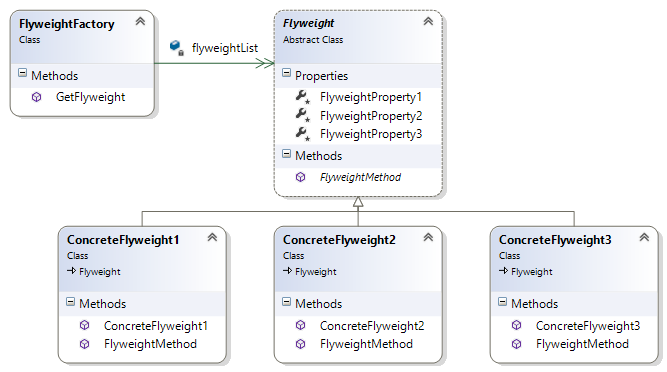 FlyweightFactory
Class
Methods
GetFlyweight
flyweightList
Flyweight
Abstract Class
Properties
FlyweightProperty1
FlyweightProperty2
FlyweightProperty3
Methods
FlyweightMethod
ConcreteFlyweight1
Class
Flyweight
Methods
ConcreteFlyweight1
FlyweightMethod
ConcreteFlyweight2
Class
Flyweight
Methods
ConcreteFlyweight2
FlyweightMethod
ConcreteFlyweight3
Class
Flyweight
Methods
ConcreteFlyweight3
FlyweightMethod